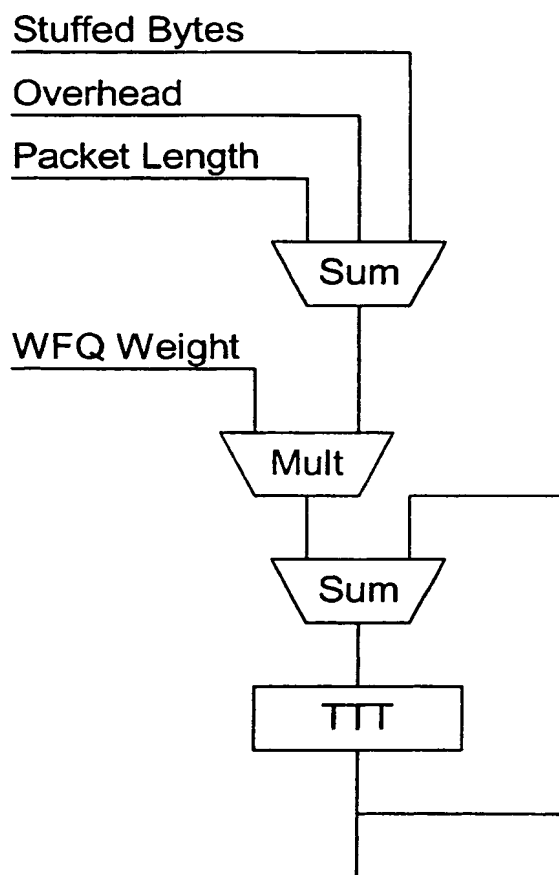 Stuffed Bytes
Overhead
Packet Length
Sum
WFQ Weight
Mult
Sum
TTT